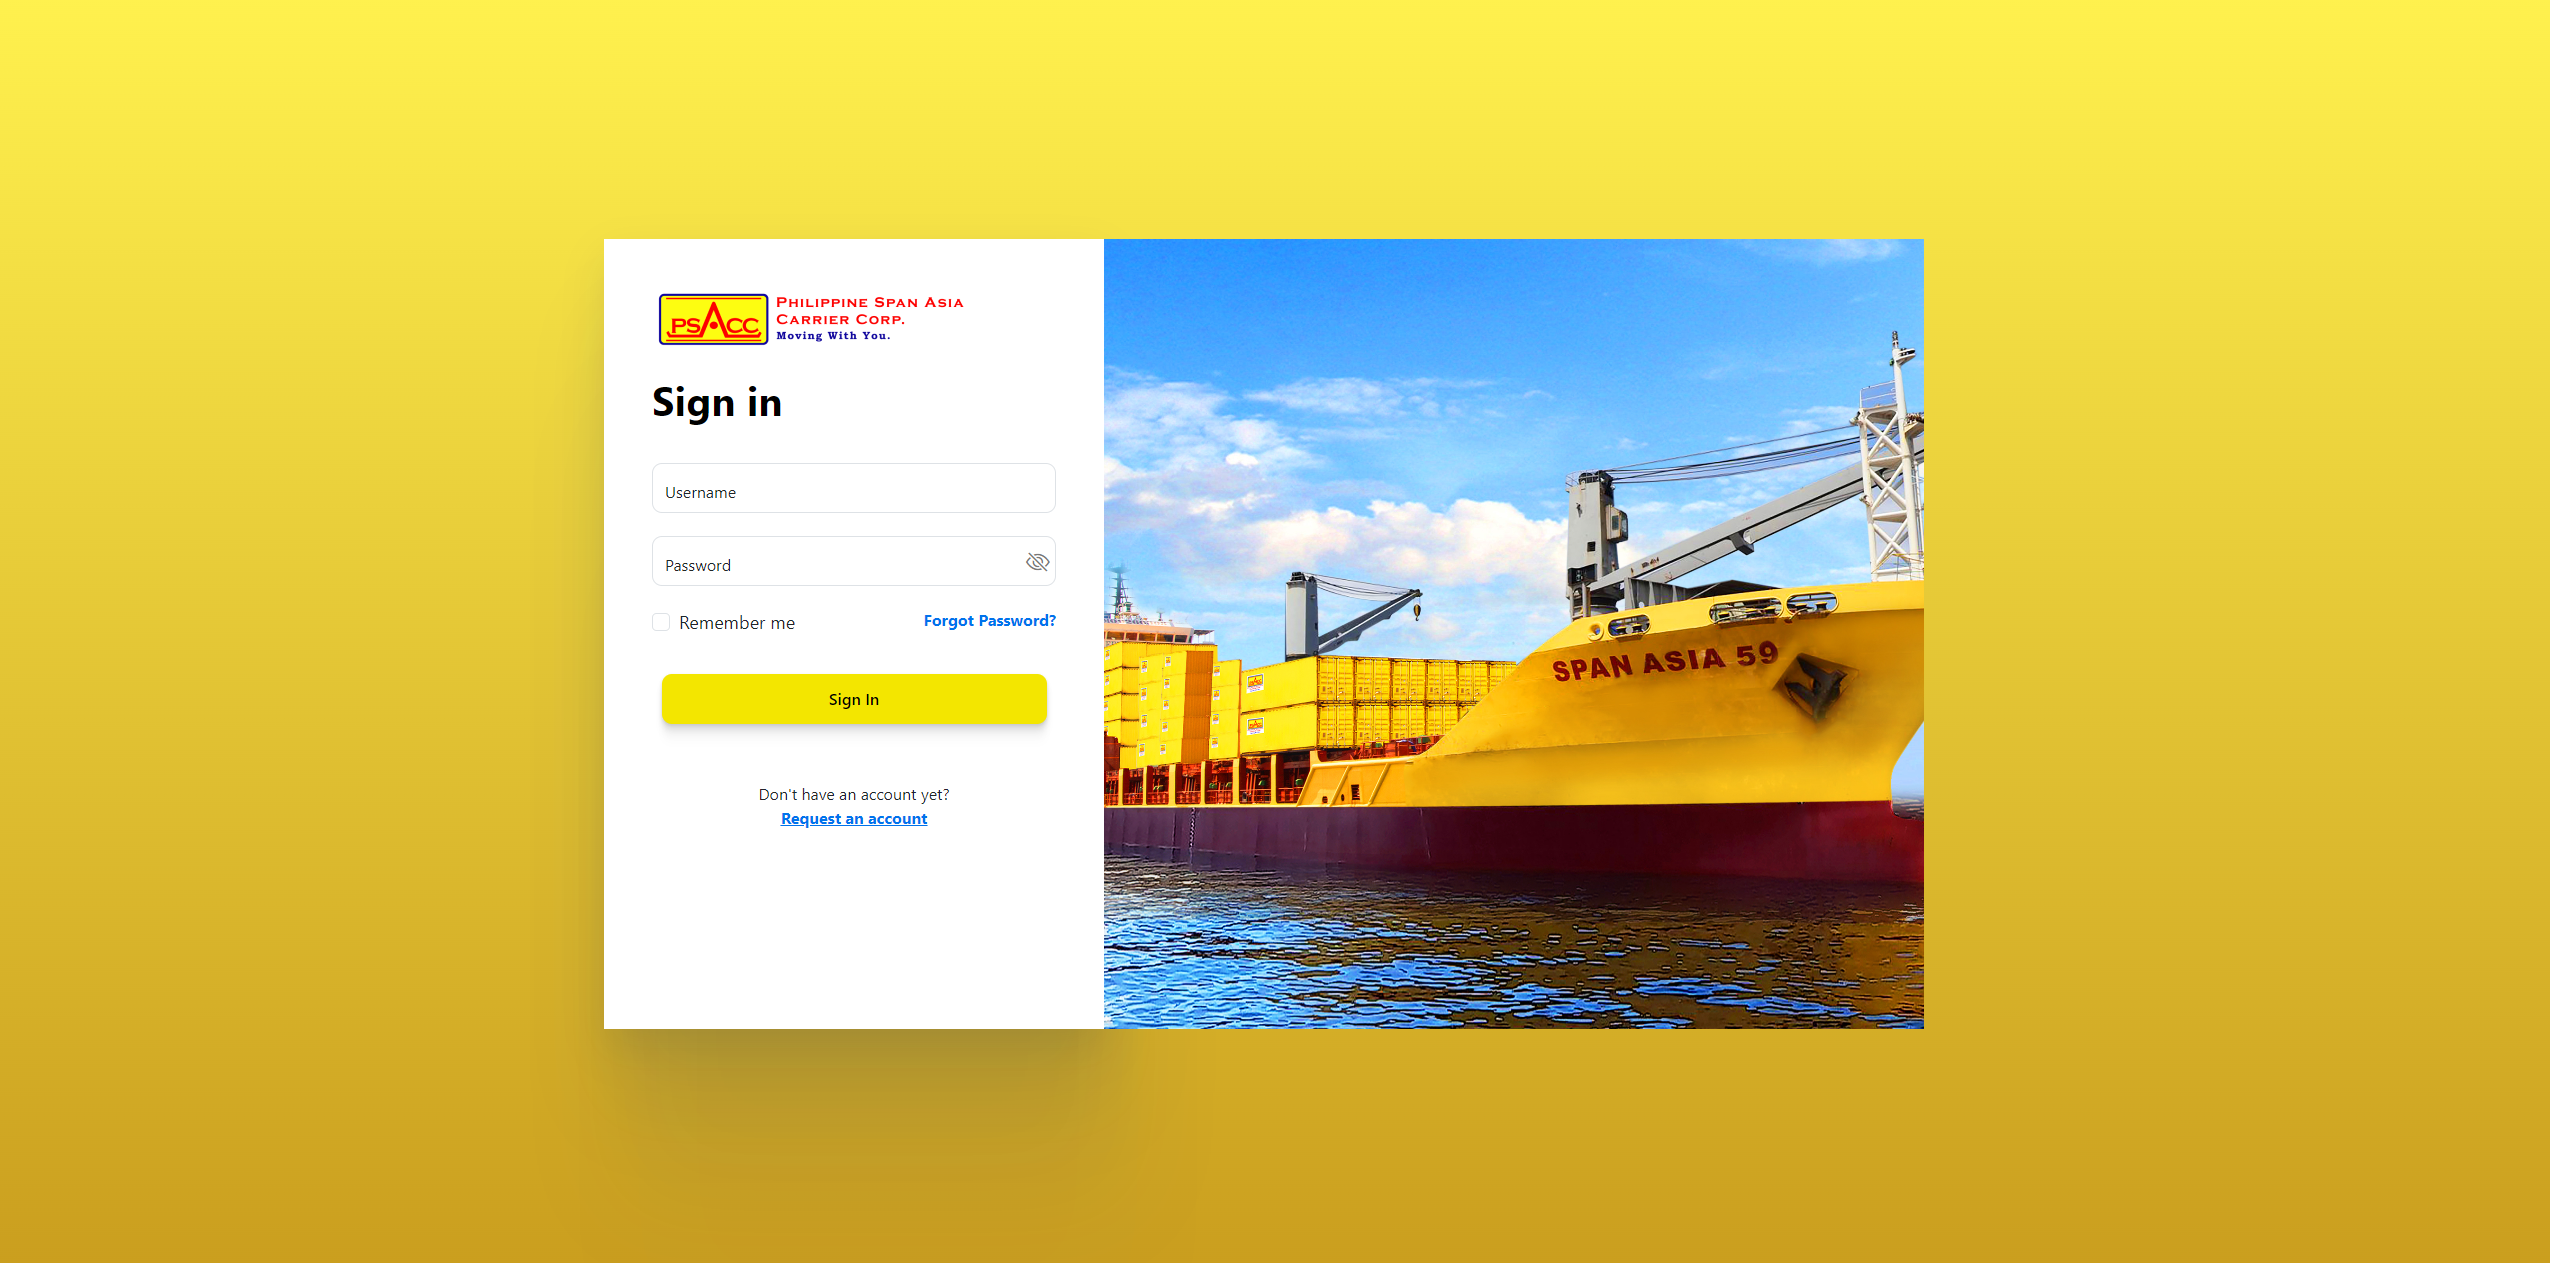 PSACC
PHILIPPINE SPAN ASIA
CARRIER CORP.
Moving With You.
Sign in
Username
Password
Remember me
Forgot Password?
Sign In
Don't have an account yet?
Request an account
SPAN ASIA 59